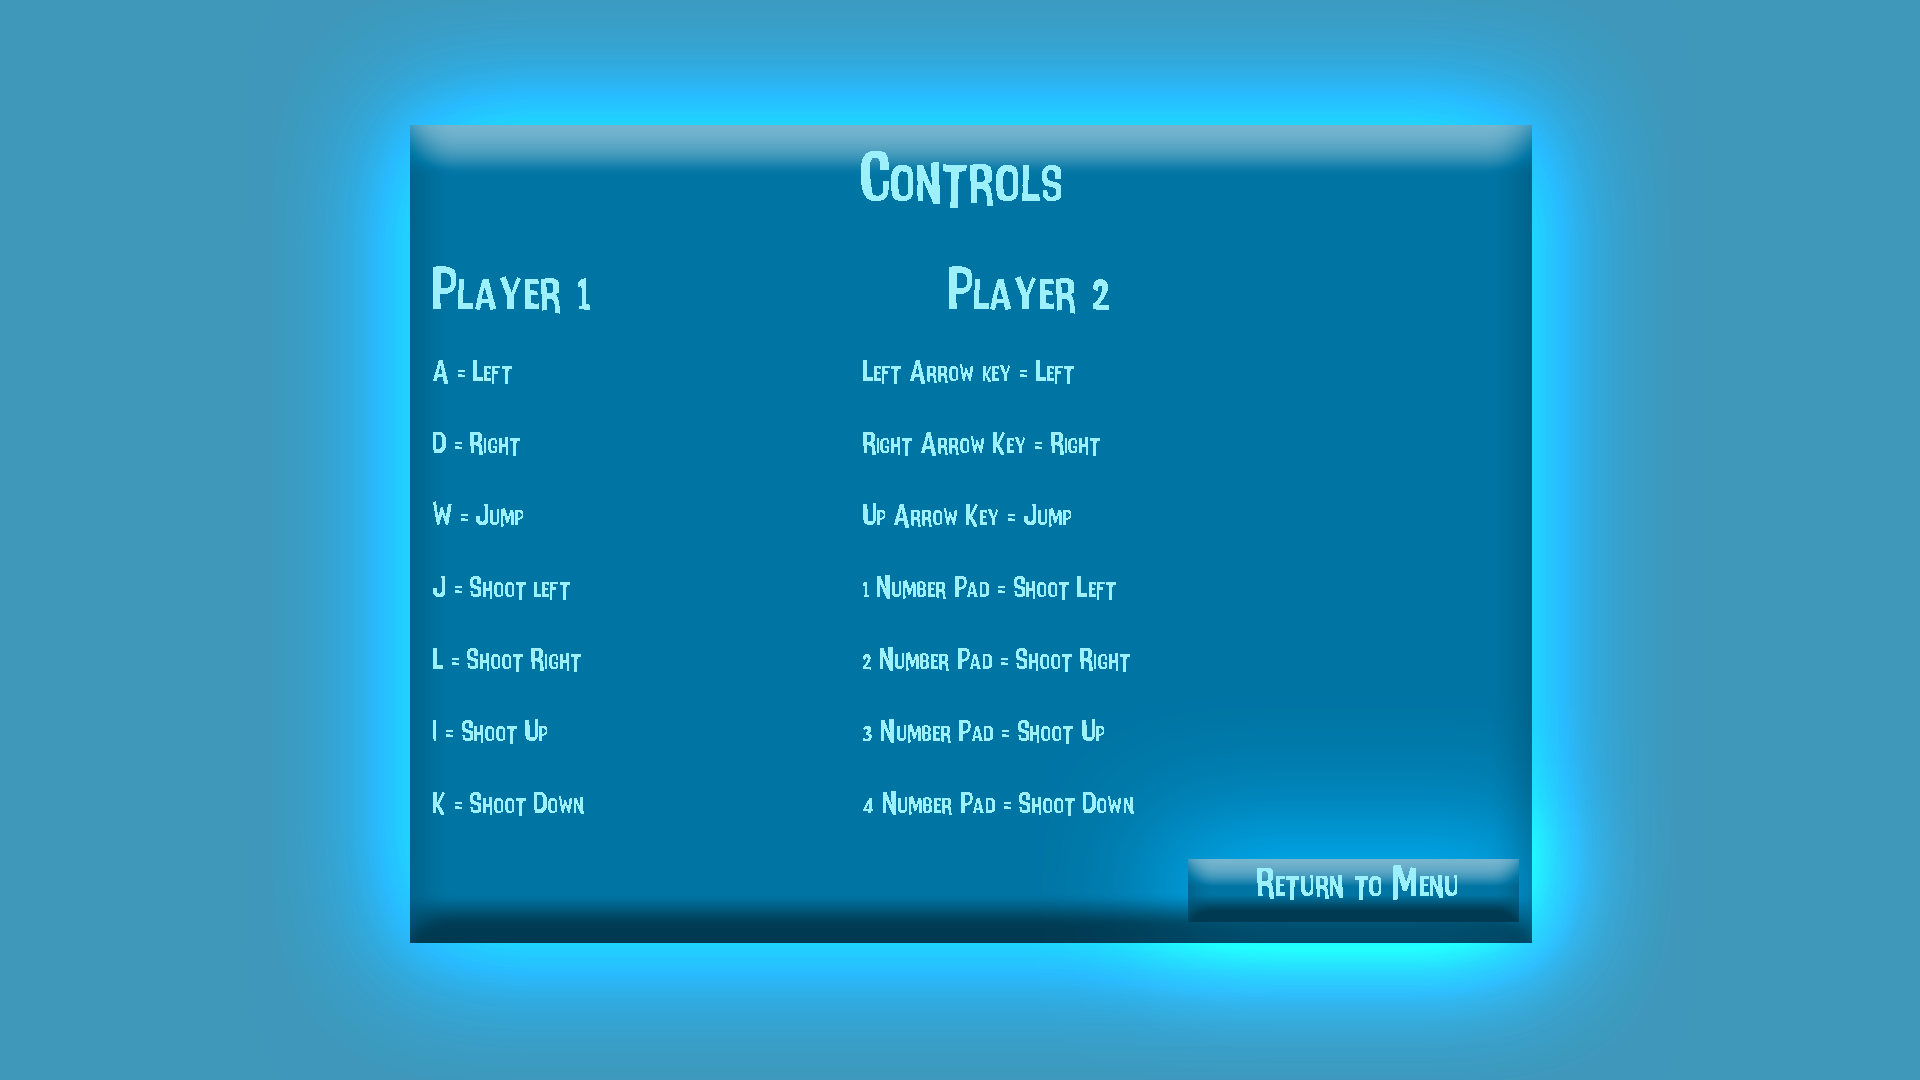 Controls
Player 1
Player 2
A = Left
Left Arrow key = Left
D = Right
Right Arrow Key = Right
W = Jump
Up Arrow Key = Jump
J = Shoot left
1 Number Pad = Shoot Left
L = Shoot Right
2 Number Pad = Shoot Right
I = Shoot Up
3 Number Pad = Shoot Up
K = Shoot Down
4 Number Pad = Shoot Down
Return to Menu